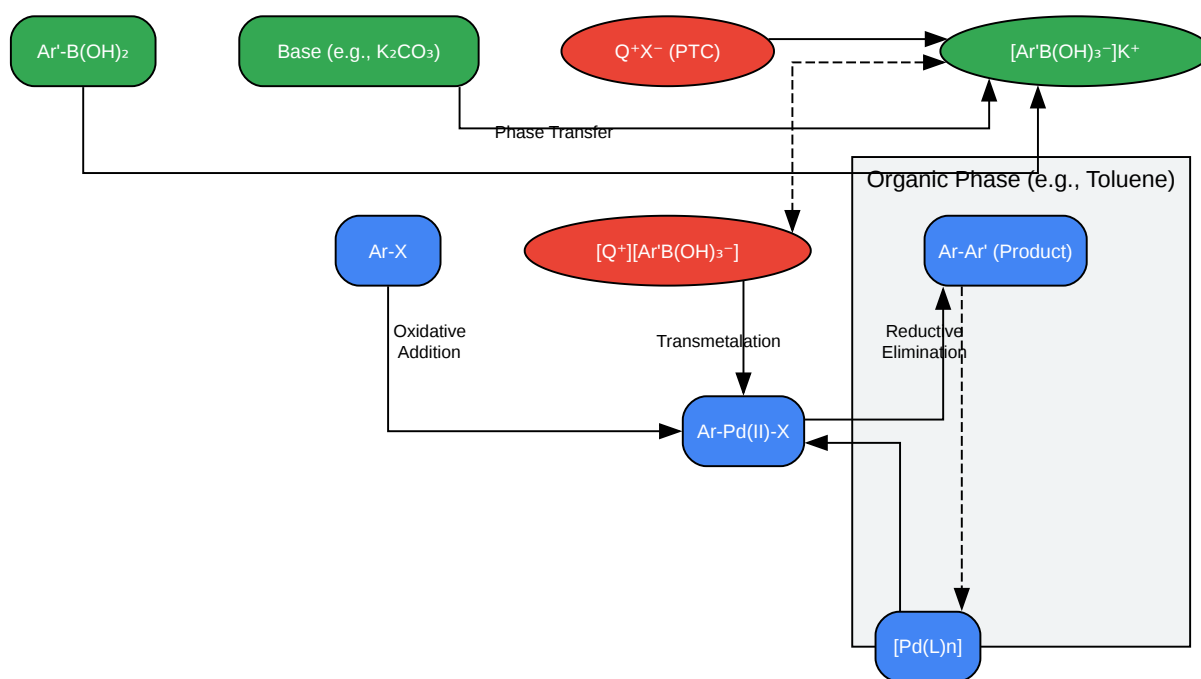 Ar'-B(OH)₂
Base (e.g., K₂CO₃)
Q⁺X⁻ (PTC)
[Ar'B(OH)₃⁻]K⁺
Phase Transfer
Organic Phase (e.g., Toluene)
Ar-X
[Q⁺][Ar'B(OH)₃⁻]
Ar-Ar' (Product)
Oxidative
Addition
Transmetalation
Reductive
Elimination
Ar-Pd(II)-X
[Pd(L)n]